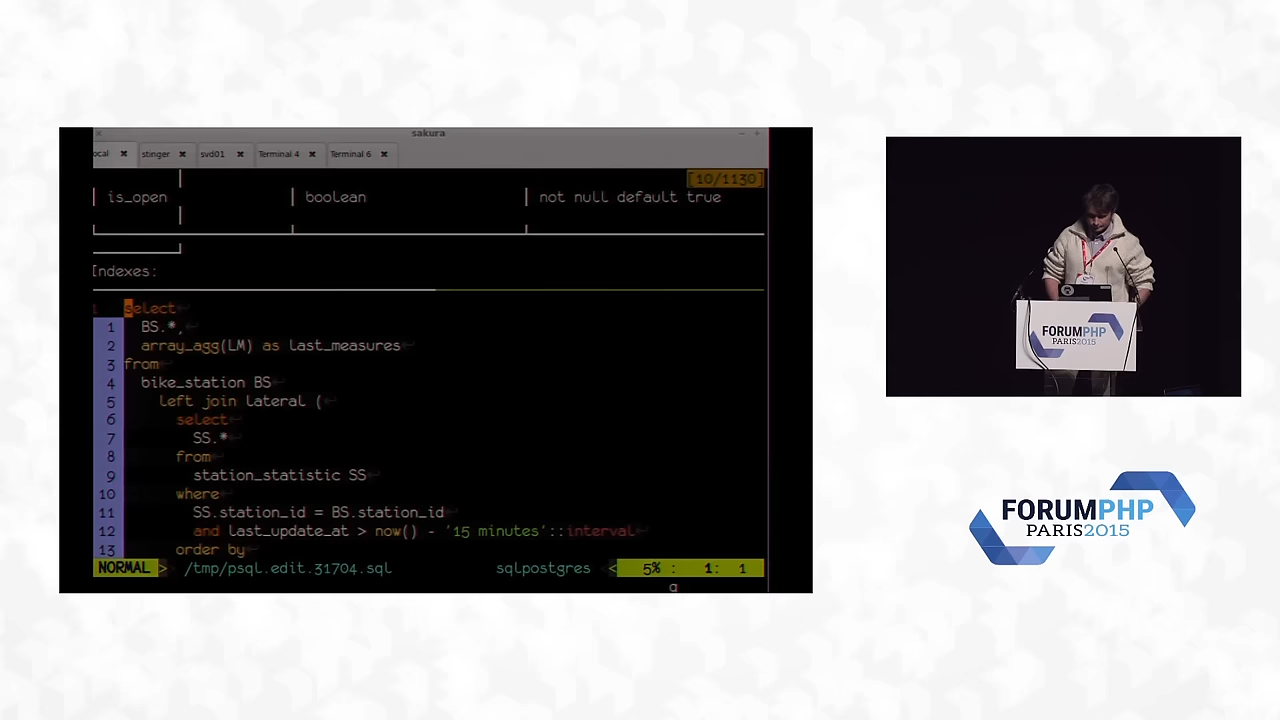 sakura
ocal
stinger
svd01
Terminal 4
Terminal 6
[10/1130]
is_open | boolean | not null default true
Indexes:
1 select
1 BS.*,
2 array_agg(LM) as last_measures
3 from
4 bike_station BS
5 left join lateral (
6 select
7 SS.*
8 from
9 station_statistic SS
10 where
11 SS.station_id = BS.station_id
12 and last_update_at > now() - '15 minutes'::interval
13 order by
NORMAL > /tmp/psql.edit.31704.sql sqlpostgres < 5% : 1: 1
FORUMPHP
PARIS2015
FORUMPHP
PARIS2015